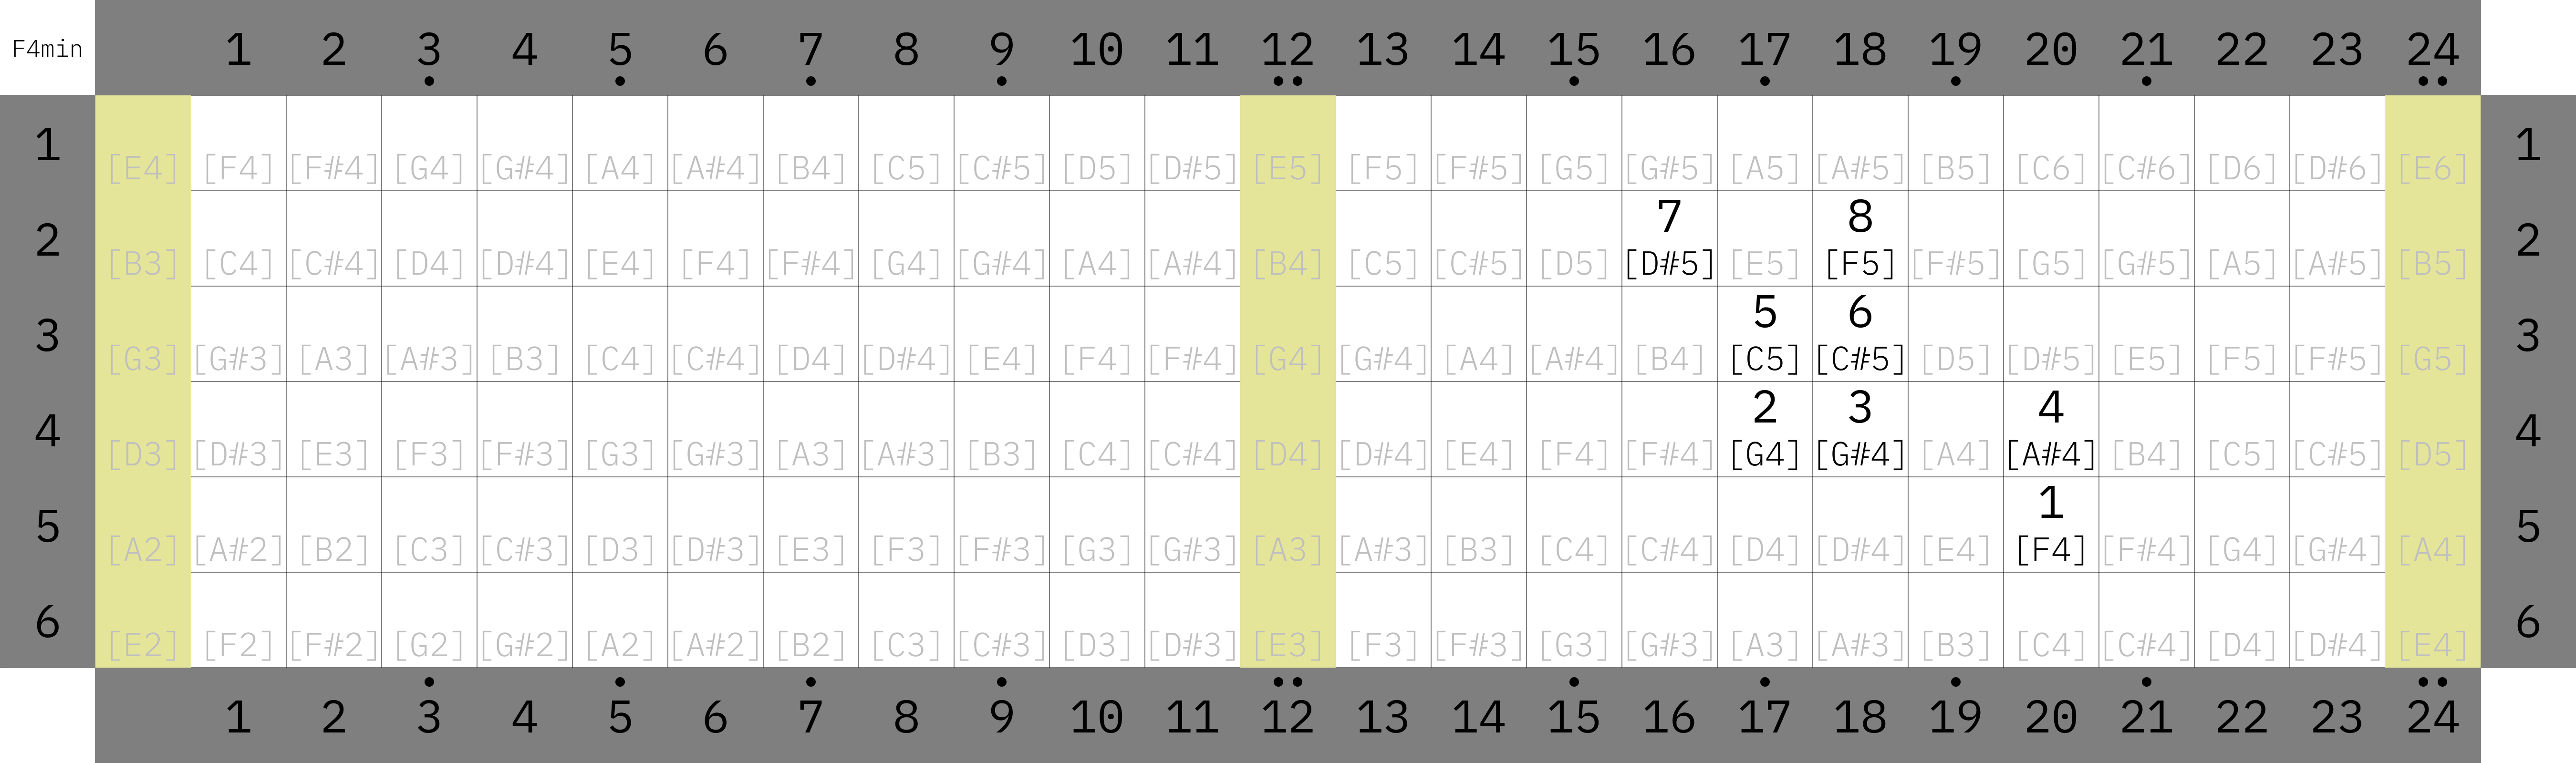 F4min 1 2 3 4 5 6 7 8 9 10 11 12 13 14 15 16 17 18 19 20 21 22 23 24
1 1
[E4] [F4] [F#4] [G4] [G#4] [A4] [A#4] [B4] [C5] [C#5] [D5] [D#5] [E5] [F5] [F#5] [G5] [G#5] [A5] [A#5] [B5] [C6] [C#6] [D6] [D#6] [E6]
2 7 8 2
[B3] [C4] [C#4] [D4] [D#4] [E4] [F4] [F#4] [G4] [G#4] [A4] [A#4] [B4] [C5] [C#5] [D5] [D#5] [E5] [F5] [F#5] [G5] [G#5] [A5] [A#5] [B5]
3 5 6 3
[G3] [G#3] [A3] [A#3] [B3] [C4] [C#4] [D4] [D#4] [E4] [F4] [F#4] [G4] [G#4] [A4] [A#4] [B4] [C5] [C#5] [D5] [D#5] [E5] [F5] [F#5] [G5]
4 2 3 4 4
[D3] [D#3] [E3] [F3] [F#3] [G3] [G#3] [A3] [A#3] [B3] [C4] [C#4] [D4] [D#4] [E4] [F4] [F#4] [G4] [G#4] [A4] [A#4] [B4] [C5] [C#5] [D5]
5 1 5
[A2] [A#2] [B2] [C3] [C#3] [D3] [D#3] [E3] [F3] [F#3] [G3] [G#3] [A3] [A#3] [B3] [C4] [C#4] [D4] [D#4] [E4] [F4] [F#4] [G4] [G#4] [A4]
6 6
[E2] [F2] [F#2] [G2] [G#2] [A2] [A#2] [B2] [C3] [C#3] [D3] [D#3] [E3] [F3] [F#3] [G3] [G#3] [A3] [A#3] [B3] [C4] [C#4] [D4] [D#4] [E4]
1 2 3 4 5 6 7 8 9 10 11 12 13 14 15 16 17 18 19 20 21 22 23 24